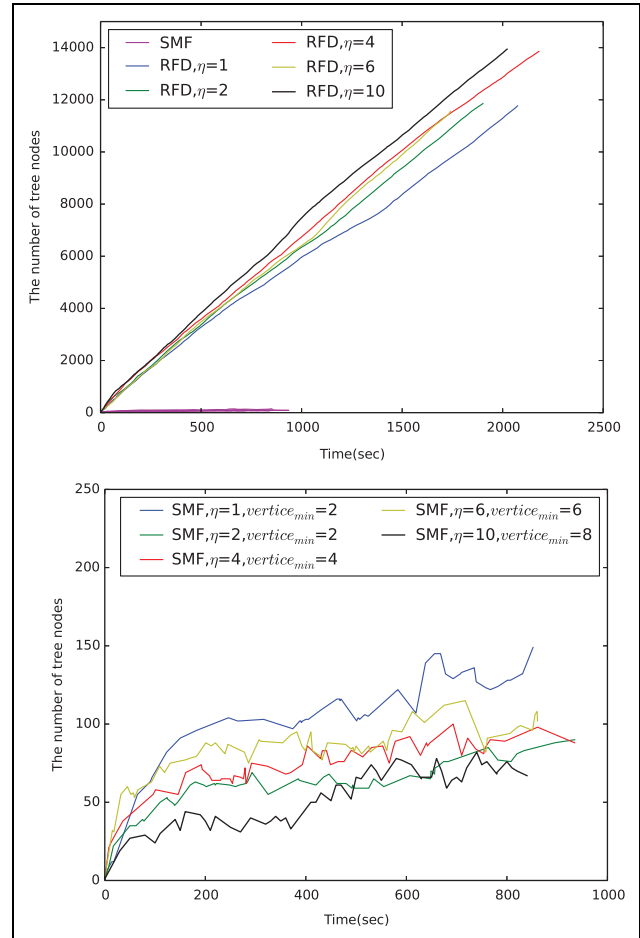 14000
12000
10000
8000
6000
4000
2000
0
The number of tree nodes
SMF
RFD,η=1
RFD,η=2
RFD,η=4
RFD,η=6
RFD,η=10
0 500 1000 1500 2000 2500
Time(sec)
250
200
150
100
50
0
The number of tree nodes
SMF,η=1,vertice_min=2
SMF,η=2,vertice_min=2
SMF,η=4,vertice_min=4
SMF,η=6,vertice_min=6
SMF,η=10,vertice_min=8
0 200 400 600 800 1000
Time(sec)